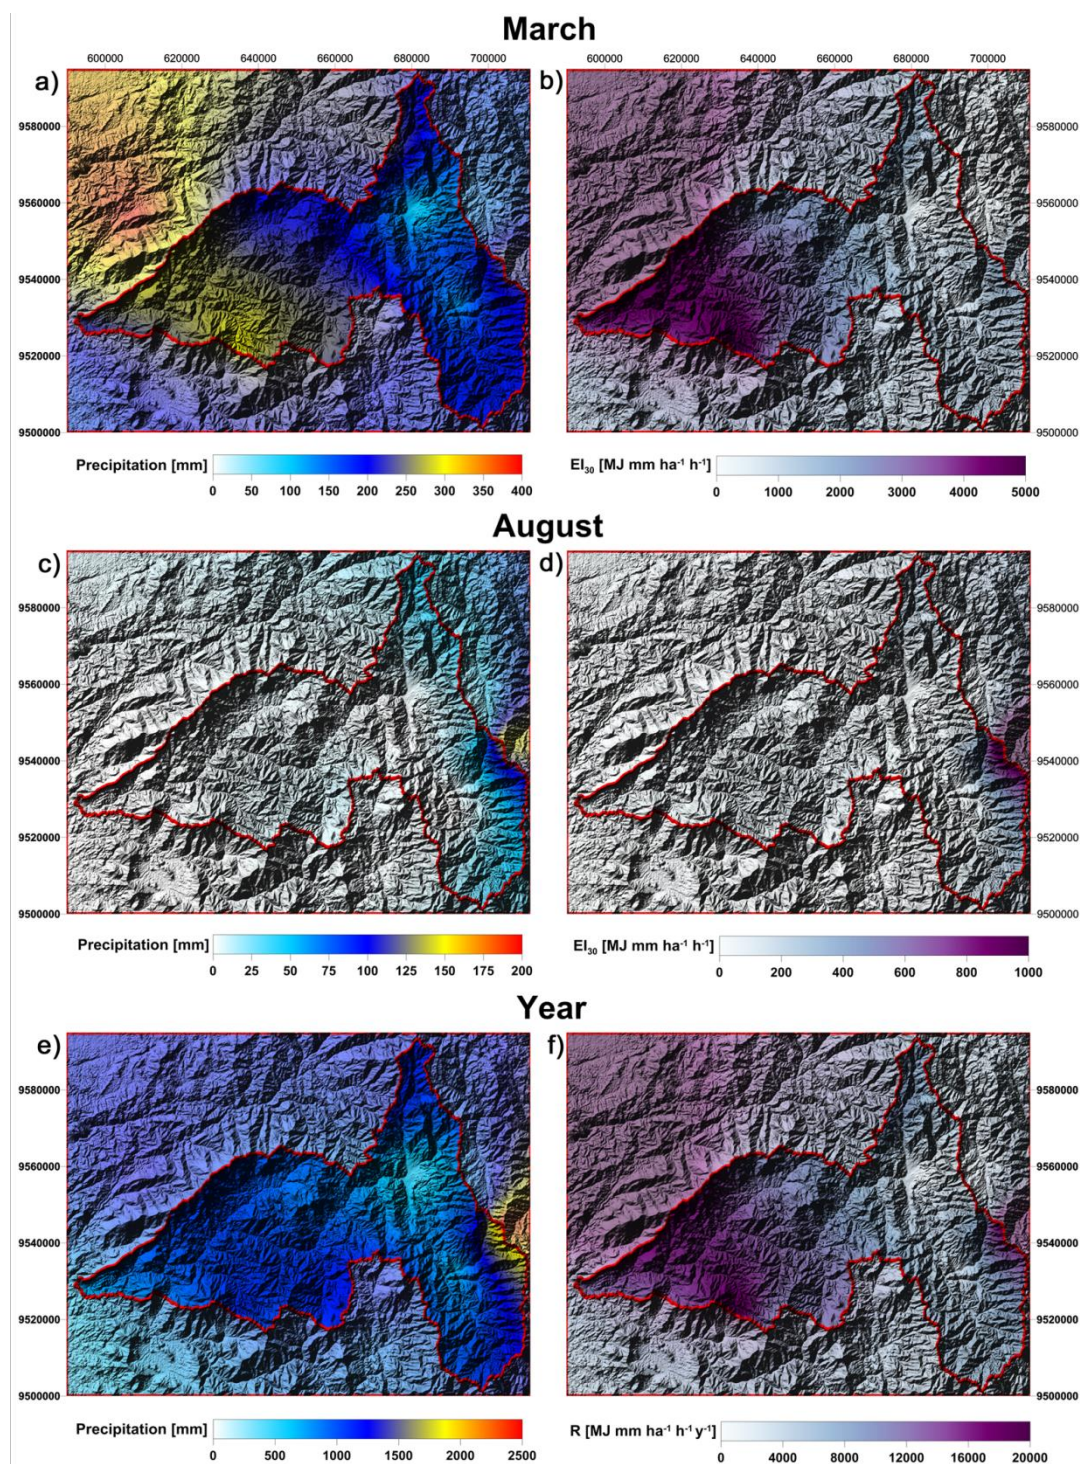 March
600000 620000 640000 660000 680000 700000
600000 620000 640000 660000 680000 700000
a)
b)
9580000
9560000
9540000
9520000
9500000
9580000
9560000
9540000
9520000
9500000
Precipitation [mm]
0 50 100 150 200 250 300 350 400
EI₃₀ [MJ mm ha⁻¹ h⁻¹]
0 1000 2000 3000 4000 5000
August
c)
d)
9580000
9560000
9540000
9520000
9500000
9580000
9560000
9540000
9520000
9500000
Precipitation [mm]
0 25 50 75 100 125 150 175 200
EI₃₀ [MJ mm ha⁻¹ h⁻¹]
0 200 400 600 800 1000
Year
e)
f)
9580000
9560000
9540000
9520000
9500000
9580000
9560000
9540000
9520000
9500000
Precipitation [mm]
0 500 1000 1500 2000 2500
R [MJ mm ha⁻¹ h⁻¹ y⁻¹]
0 4000 8000 12000 16000 20000